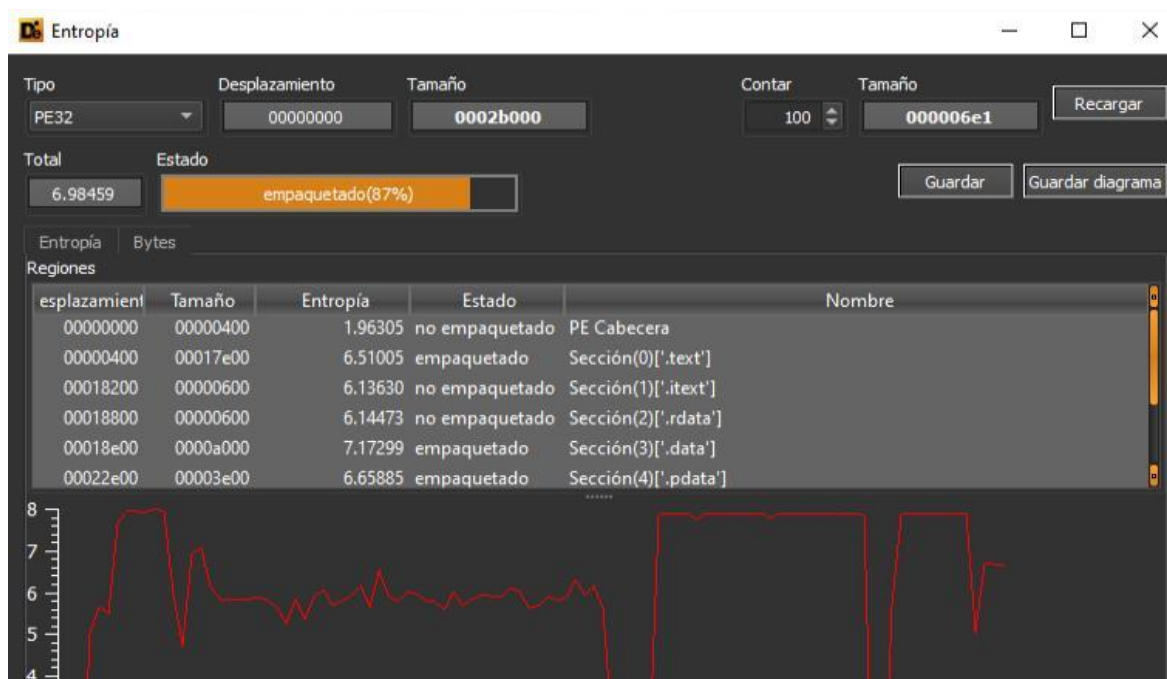 De Entropía
Tipo Desplazamiento Tamaño Contar Tamaño
PE32 00000000 0002b000 100 000006e1 Recargar
Total Estado
6.98459 empaquetado(87%) Guardar Guardar diagrama
Entropía Bytes
Regiones
esplazamient Tamaño Entropía Estado Nombre
00000000 00000400 1.96305 no empaquetado PE Cabecera
00000400 00017e00 6.51005 empaquetado Sección(0)['.text']
00018200 00000600 6.13630 no empaquetado Sección(1)['.itext']
00018800 00000600 6.14473 no empaquetado Sección(2)['.rdata']
00018e00 0000a000 7.17299 empaquetado Sección(3)['.data']
00022e00 00003e00 6.65885 empaquetado Sección(4)['.pdata']
8
7
6
5
4